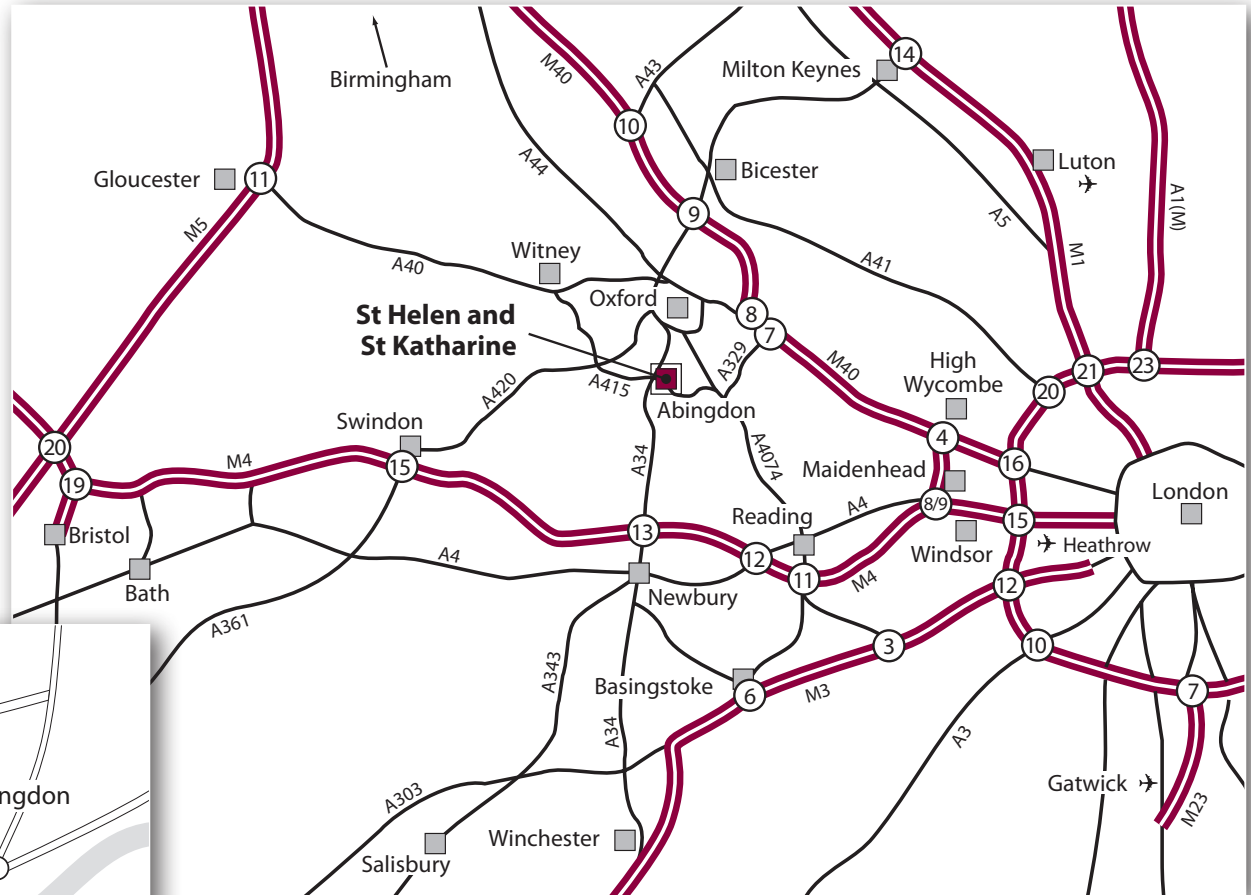 14
Milton Keynes
M40
A43
Birmingham
10
A44
Luton
Bicester
Gloucester
11
A1(M)
9
A5
M5
M1
Witney
A40
A41
Oxford
8
St Helen and
St Katharine
7
A329
M40
High
Wycombe
21
23
20
A415
A420
Abingdon
Swindon
4
A4074
20
M4
15
A34
Maidenhead
16
19
8/9
London
A4
Reading
15
Bristol
13
Windsor
Heathrow
A4
12
11
M4
12
Bath
Newbury
A361
3
10
A343
Basingstoke
6
M3
7
A34
A3
ngdon
Gatwick
A303
M23
Winchester
Salisbury